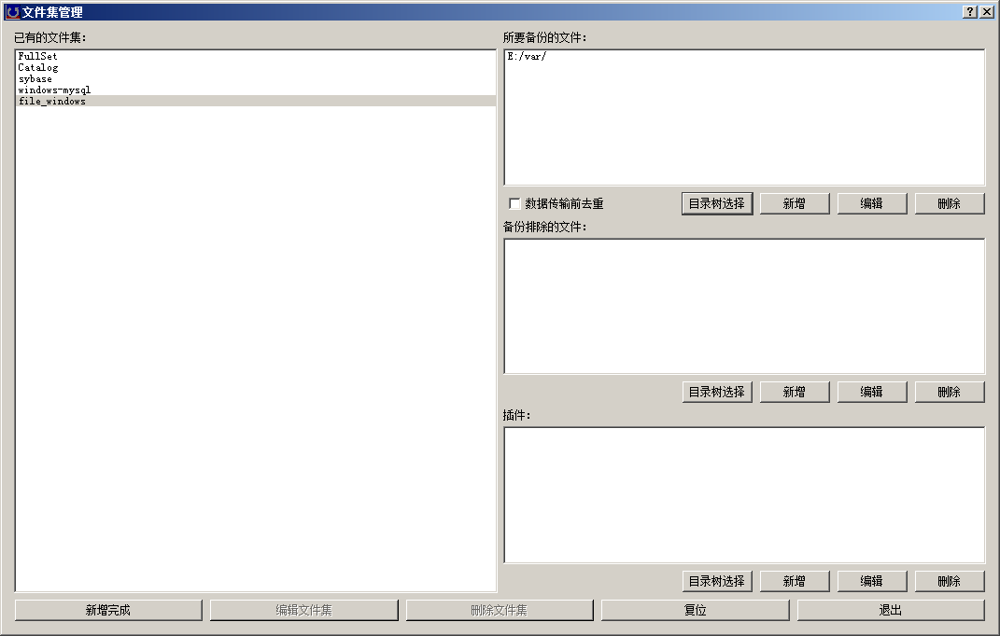 文件集管理
已有的文件集：
FullSet
Catalog
sybase
windows-mysql
file_windows
所要备份的文件：
E:/var/
数据传输前去重 目录树选择 新增 编辑 删除
备份排除的文件：
目录树选择 新增 编辑 删除
插件：
目录树选择 新增 编辑 删除
新增完成 编辑文件集 删除文件集 复位 退出